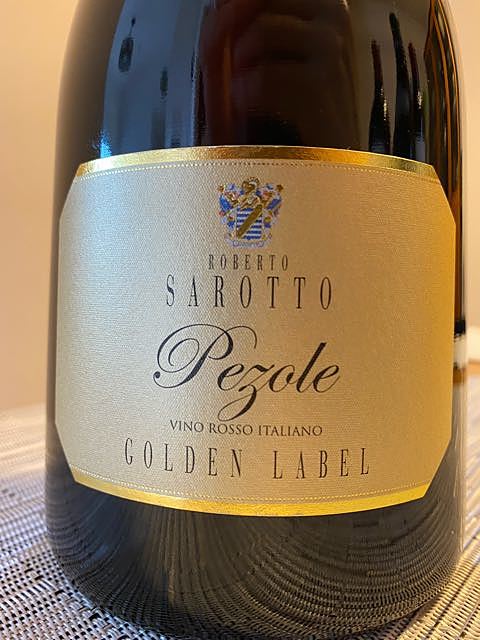 ROBERTO
SAROTTO
Pezole
VINO ROSSO ITALIANO
GOLDEN LABEL